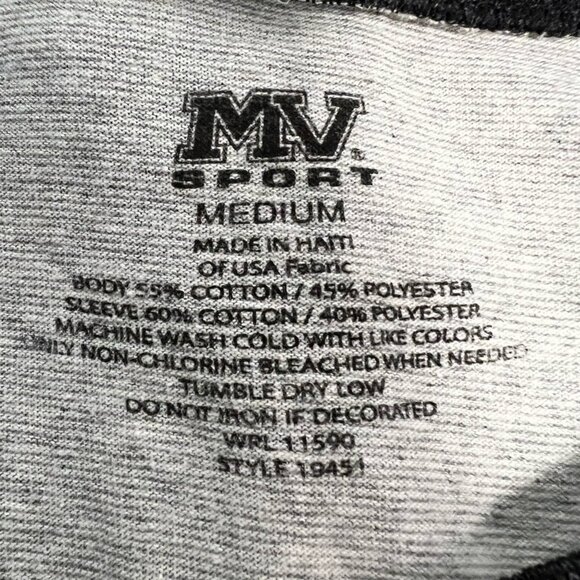 MV®
SPORT
MEDIUM
MADE IN HAITI
OF USA Fabric
BODY 55% COTTON / 45% POLYESTER
SLEEVE 60% COTTON / 40% POLYESTER
MACHINE WASH COLD WITH LIKE COLORS
ONLY NON-CHLORINE BLEACHED WHEN NEEDED
TUMBLE DRY LOW
DO NOT IRON IF DECORATED
WPL 11590
STYLE 19451